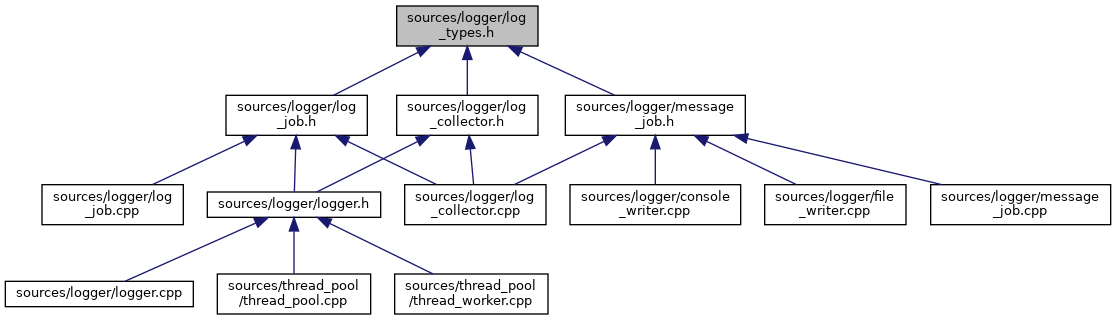 sources/logger/log
_types.h
sources/logger/log
_job.h
sources/logger/log
_collector.h
sources/logger/message
_job.h
sources/logger/log
_job.cpp
sources/logger/logger.h
sources/logger/log
_collector.cpp
sources/logger/console
_writer.cpp
sources/logger/file
_writer.cpp
sources/logger/message
_job.cpp
sources/logger/logger.cpp
sources/thread_pool
/thread_pool.cpp
sources/thread_pool
/thread_worker.cpp